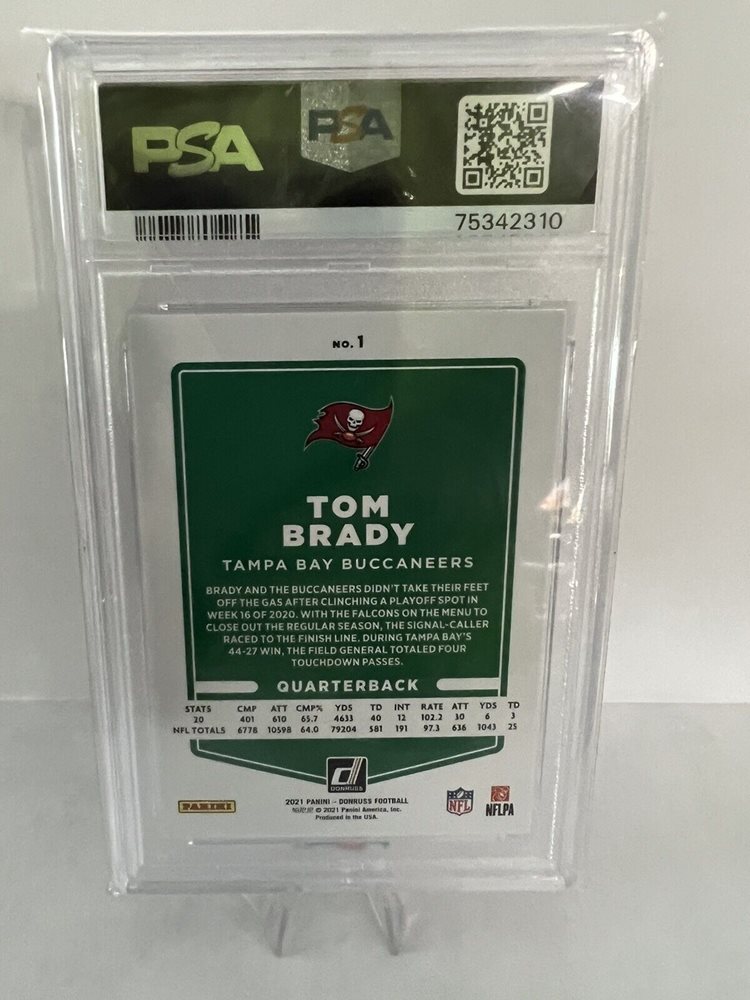 PSA
PSA
75342310
NO. 1
TOM
BRADY
TAMPA BAY BUCCANEERS
BRADY AND THE BUCCANEERS DIDN'T TAKE THEIR FEET
OFF THE GAS AFTER CLINCHING A PLAYOFF SPOT IN
WEEK 16 OF 2020. WITH THE FALCONS ON THE MENU TO
CLOSE OUT THE REGULAR SEASON, THE SIGNAL-CALLER
RACED TO THE FINISH LINE. DURING TAMPA BAY'S
44-27 WIN, THE FIELD GENERAL TOTALED FOUR
TOUCHDOWN PASSES.
QUARTERBACK
STATS CMP ATT CMP% YDS TD INT RATE ATT YDS TD
20 401 610 65.7 4633 40 12 102.2 30 6 3
NFL TOTALS 6778 10598 64.0 79204 581 191 97.3 636 1043 25
d
DONRUSS
2021 PANINI – DONRUSS FOOTBALL
© 2021 Panini America, Inc.
Produced in the USA.
PANINI
NFL
NFLPA